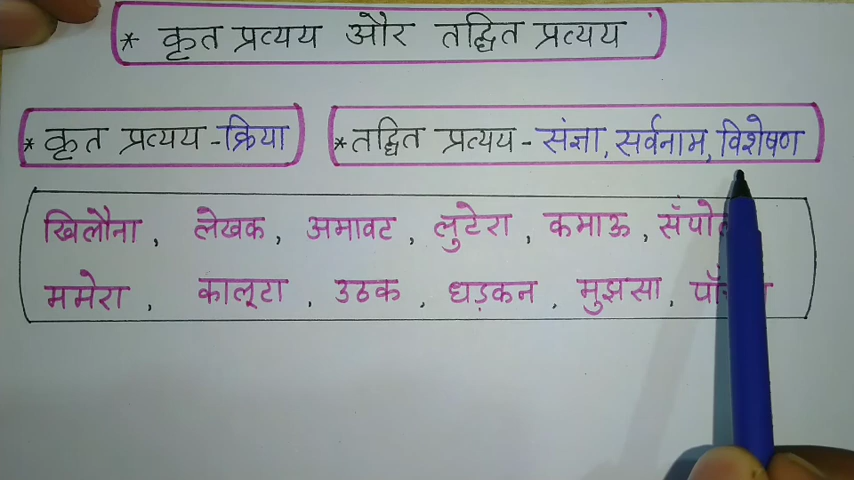 * कृत प्रत्यय और तद्धित प्रत्यय
* कृत प्रत्यय - क्रिया * तद्धित प्रत्यय - संज्ञा, सर्वनाम, विशेषण
खिलौना, लेखक, अमावट, लुटेरा, कमाऊ,
ममेरा, कालूटा, उठक, धड़कन, मुझसा,